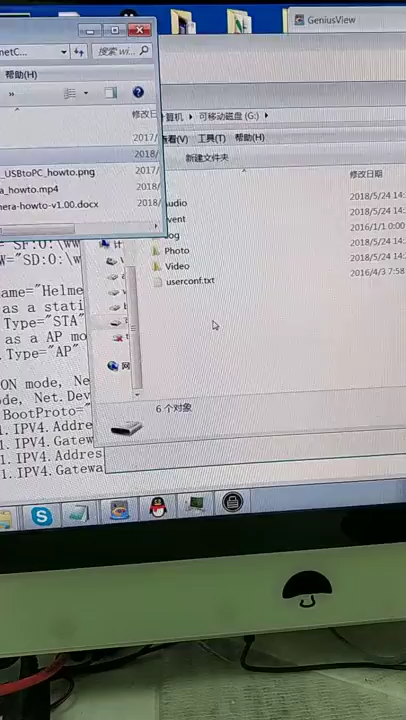 GeniusView
netC...
搜索 wi...
帮助(H)
计算机 ▶ 可移动磁盘 (G:) ▶
»
查看(V) 工具(T) 帮助(H)
修改日
新建文件夹
2017/
2018/
修改日期
_USBtoPC_howto.png
2017/
a_howto.mp4
2018/
udio
2018/5/24 14:
mera-howto-v1.00.docx
2018/
vent
2018/5/24 14:
og
2016/1/1 0:00
Photo
2018/5/24 14:
Video
2018/5/24 14:
userconf.txt
2016/4/3 7:58
SF:O:\ww
W="SD:O:\w
ame="Helme
as a stati
Type="STA"
as a AP mo
.Type="AP"
网
ON mode, Ne
ode, Net.Dev
BootProto="
6 个对象
1.IPV4.Addre
1.IPV4.Gatew
1.IPV4.Addres
1.IPV4.Gatewa